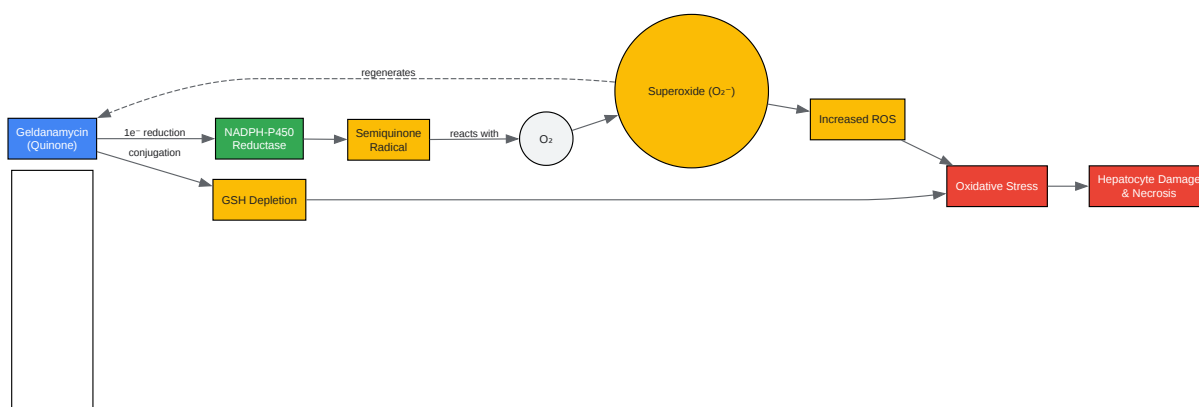 regenerates
Superoxide (O₂⁻)
Geldanamycin
(Quinone)
1e⁻ reduction
conjugation
NADPH-P450
Reductase
Semiquinone
Radical
reacts with
O₂
Increased ROS
GSH Depletion
Oxidative Stress
Hepatocyte Damage
& Necrosis